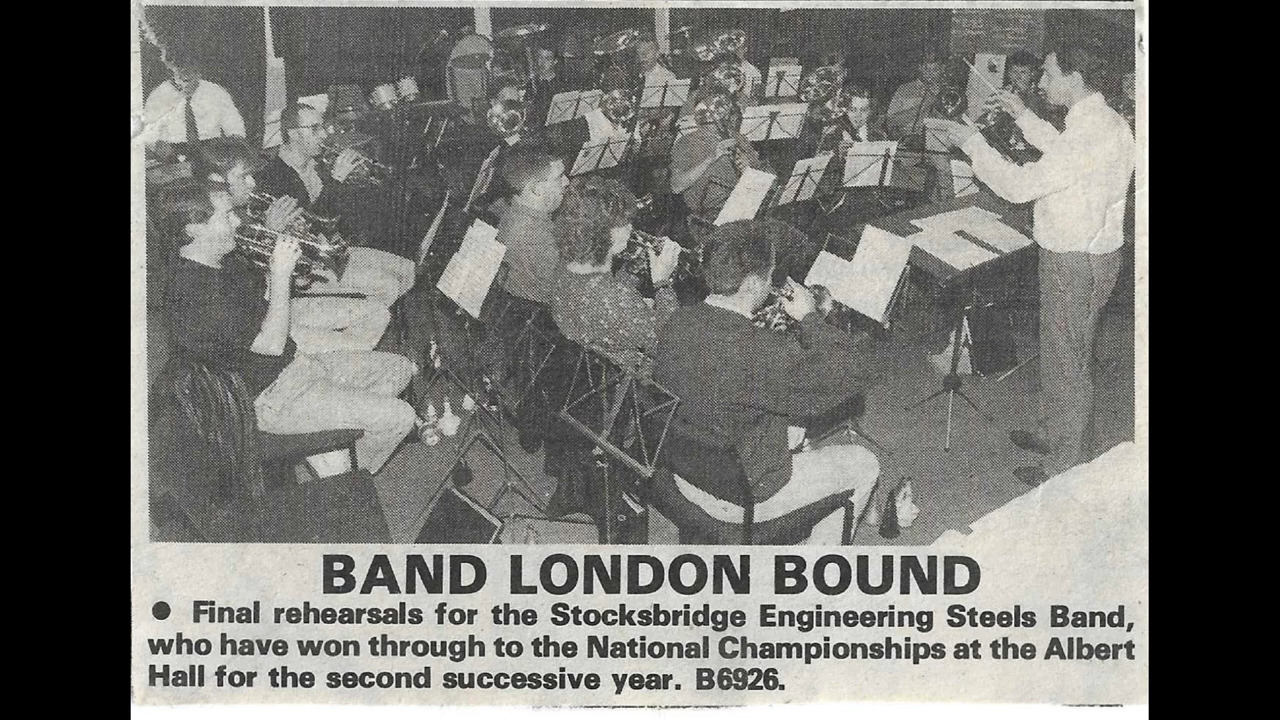 BAND LONDON BOUND
● Final rehearsals for the Stocksbridge Engineering Steels Band,
who have won through to the National Championships at the Albert
Hall for the second successive year. B6926.